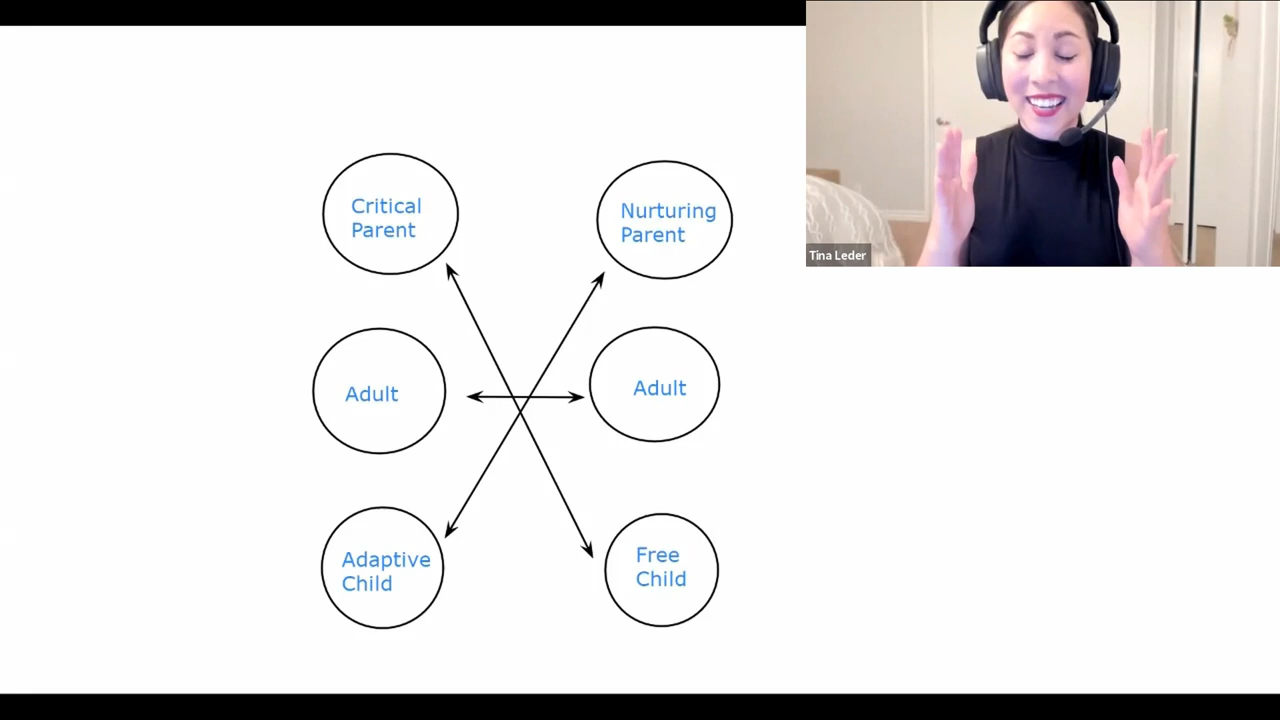 Critical
Parent
Nurturing
Parent
Adult
Adult
Adaptive
Child
Free
Child
Tina Leder